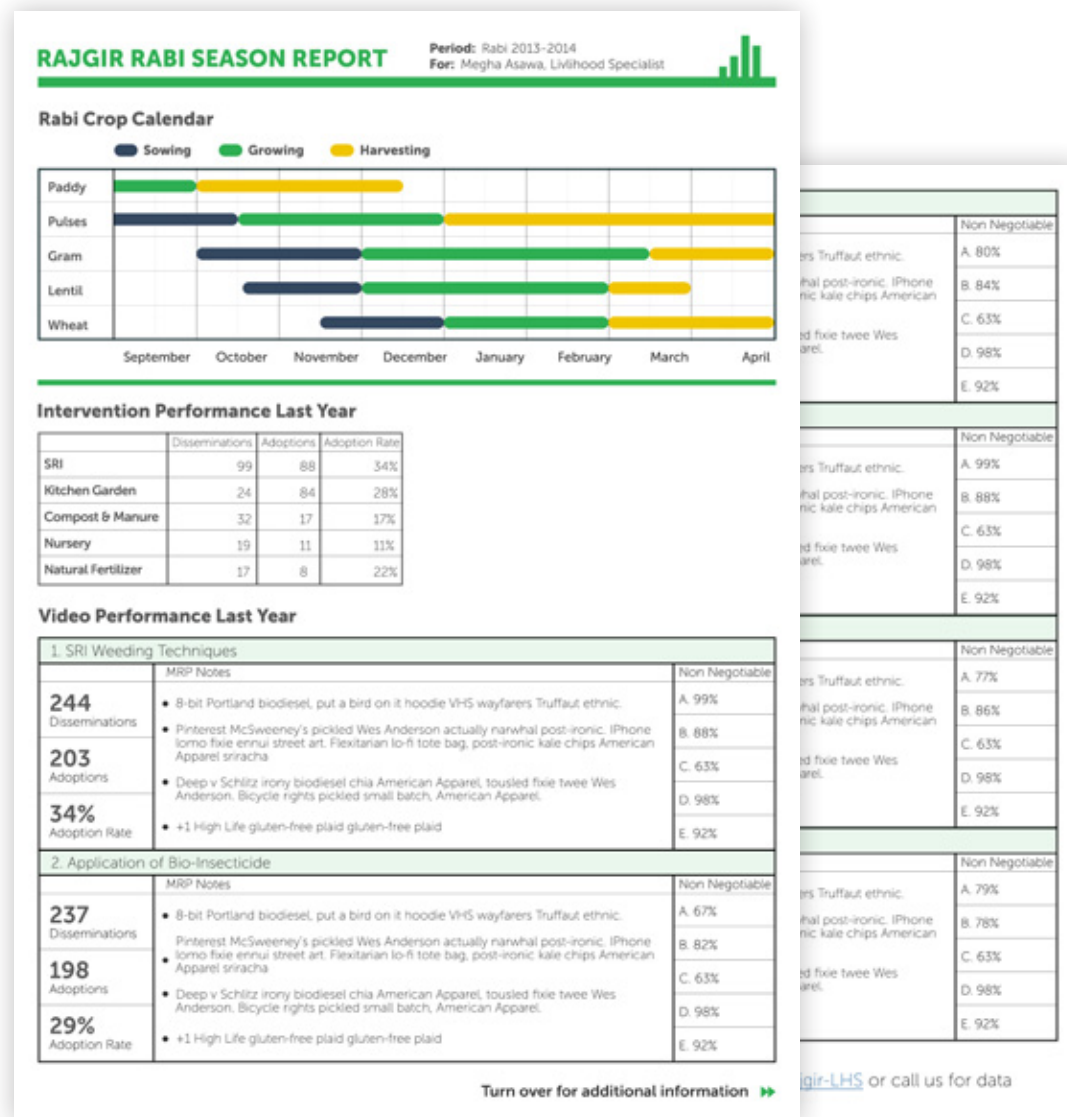 RAJGIR RABI SEASON REPORT
Period: Rabi 2013-2014
For: Megha Asawa, Livlihood Specialist
Rabi Crop Calendar
Sowing Growing Harvesting
Paddy
Pulses
Gram
Lentil
Wheat
September October November December January February March April
Intervention Performance Last Year
Disseminations Adoptions Adoption Rate
SRI 99 88 34%
Kitchen Garden 24 84 28%
Compost & Manure 32 17 17%
Nursery 19 11 11%
Natural Fertilizer 17 8 22%
Video Performance Last Year
1. SRI Weeding Techniques
MRP Notes
Non Negotiable
244
Disseminations
203
Adoptions
34%
Adoption Rate
• 8-bit Portland biodiesel, put a bird on it hoodie VHS wayfarers Truffaut ethnic.
• Pinterest McSweeney's pickled Wes Anderson actually narwhal post-ironic. IPhone
lomo fixie ennui street art. Flexitarian lo-fi tote bag, post-ironic kale chips American
Apparel sriracha
• Deep v Schlitz irony biodiesel chia American Apparel, tousled fixie twee Wes
Anderson. Bicycle rights pickled small batch, American Apparel.
• +1 High Life gluten-free plaid gluten-free plaid
A. 99%
B. 88%
C. 63%
D. 98%
E. 92%
2. Application of Bio-Insecticide
MRP Notes
Non Negotiable
237
Disseminations
198
Adoptions
29%
Adoption Rate
• 8-bit Portland biodiesel, put a bird on it hoodie VHS wayfarers Truffaut ethnic.
• Pinterest McSweeney's pickled Wes Anderson actually narwhal post-ironic. IPhone
lomo fixie ennui street art. Flexitarian lo-fi tote bag, post-ironic kale chips American
Apparel sriracha
• Deep v Schlitz irony biodiesel chia American Apparel, tousled fixie twee Wes
Anderson. Bicycle rights pickled small batch, American Apparel.
• +1 High Life gluten-free plaid gluten-free plaid
A. 67%
B. 82%
C. 63%
D. 98%
E. 92%
Turn over for additional information
Non Negotiable
ers Truffaut ethnic.
whal post-ironic. IPhone
nic kale chips American
ed fixie twee Wes
arel.
A. 80%
B. 84%
C. 63%
D. 98%
E. 92%
Non Negotiable
ers Truffaut ethnic.
whal post-ironic. IPhone
nic kale chips American
ed fixie twee Wes
arel.
A. 99%
B. 88%
C. 63%
D. 98%
E. 92%
Non Negotiable
ers Truffaut ethnic.
whal post-ironic. IPhone
nic kale chips American
ed fixie twee Wes
arel.
A. 77%
B. 86%
C. 63%
D. 98%
E. 92%
Non Negotiable
ers Truffaut ethnic.
whal post-ironic. IPhone
nic kale chips American
ed fixie twee Wes
arel.
A. 79%
B. 78%
C. 63%
D. 98%
E. 92%
jgir-LHS or call us for data